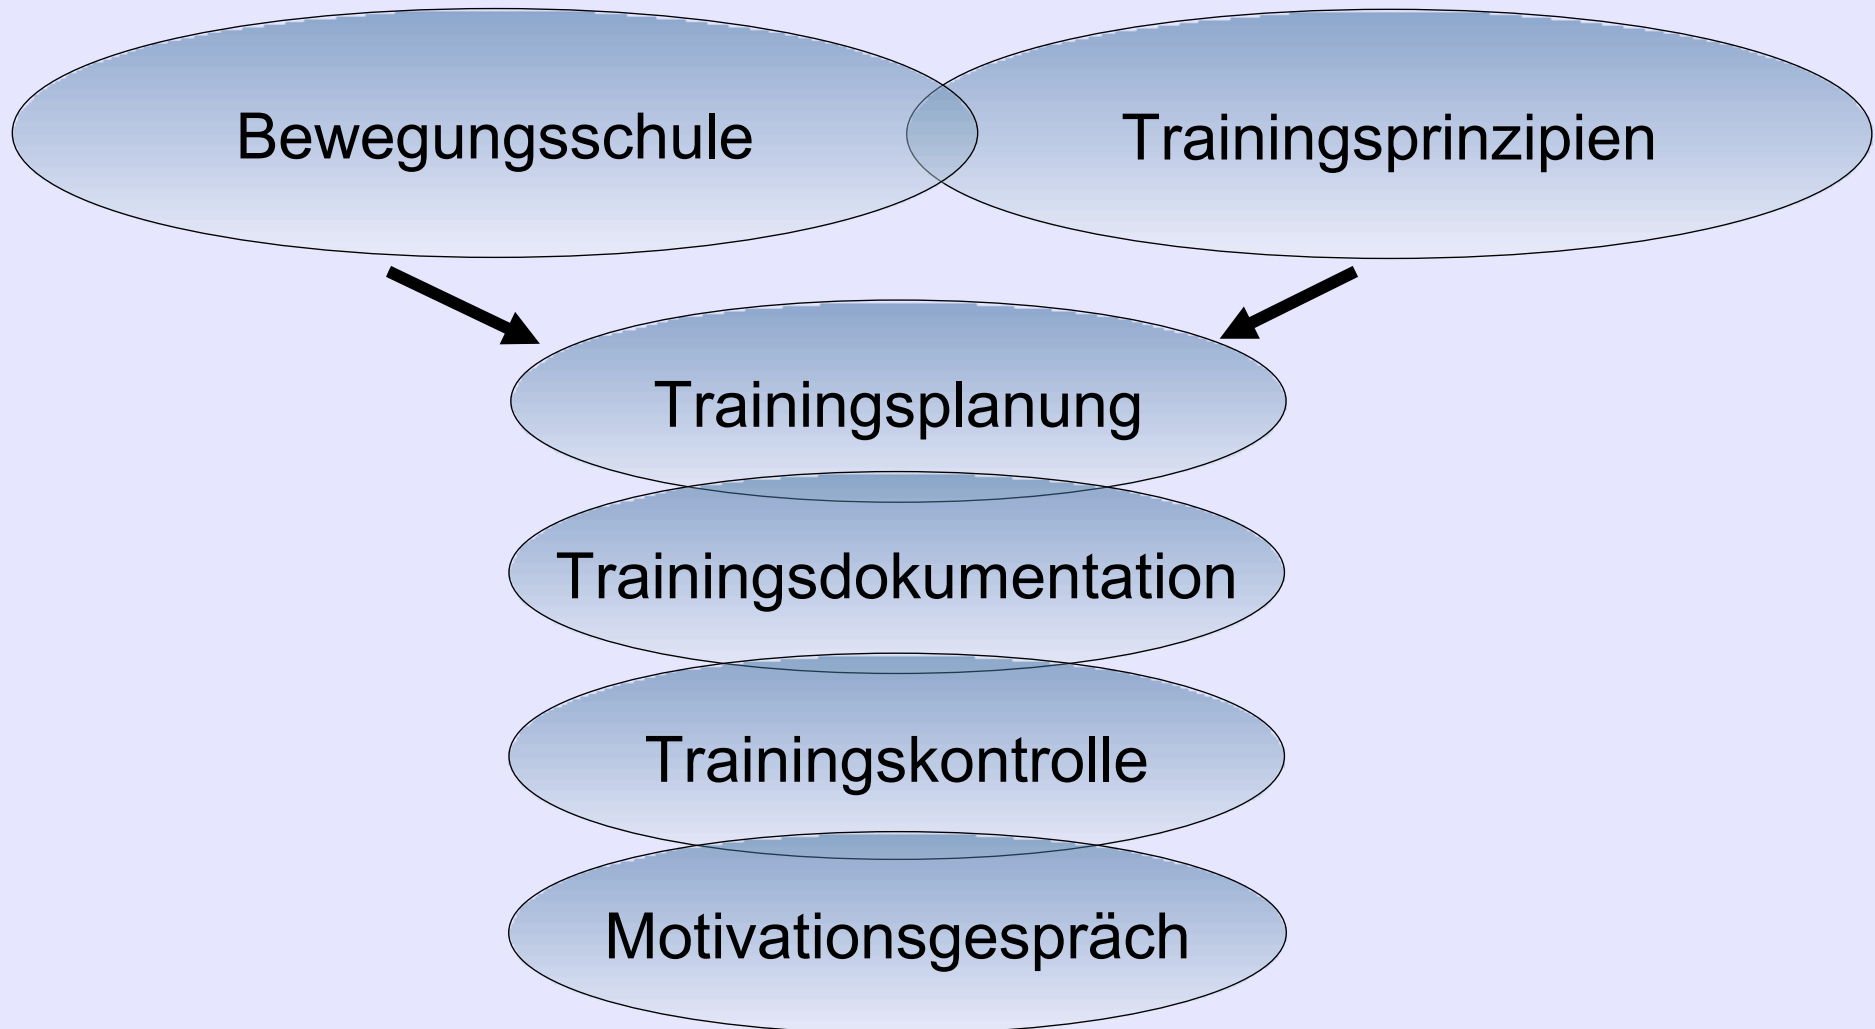 Bewegungsschule
Trainingsprinzipien
Trainingsplanung
Trainingsdokumentation
Trainingskontrolle
Motivationsgespräch